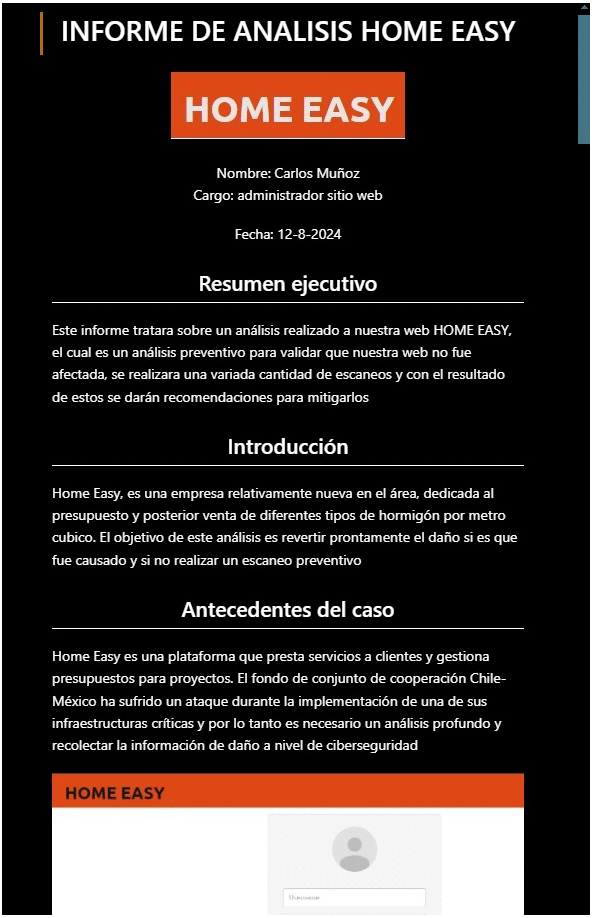 INFORME DE ANALISIS HOME EASY
HOME EASY
Nombre: Carlos Muñoz
Cargo: administrador sitio web
Fecha: 12-8-2024
Resumen ejecutivo
Este informe tratara sobre un análisis realizado a nuestra web HOME EASY,
el cual es un análisis preventivo para validar que nuestra web no fue
afectada, se realizara una variada cantidad de escaneos y con el resultado
de estos se darán recomendaciones para mitigarlos
Introducción
Home Easy, es una empresa relativamente nueva en el área, dedicada al
presupuesto y posterior venta de diferentes tipos de hormigón por metro
cubico. El objetivo de este análisis es revertir prontamente el daño si es que
fue causado y si no realizar un escaneo preventivo
Antecedentes del caso
Home Easy es una plataforma que presta servicios a clientes y gestiona
presupuestos para proyectos. El fondo de conjunto de cooperación Chile-
México ha sufrido un ataque durante la implementación de una de sus
infraestructuras críticas y por lo tanto es necesario un análisis profundo y
recolectar la información de daño a nivel de ciberseguridad
HOME EASY